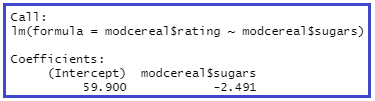 Call:
lm(formula = modcereal$rating ~ modcereal$sugars)
Coefficients:
(Intercept) modcereal$sugars
59.900 -2.491